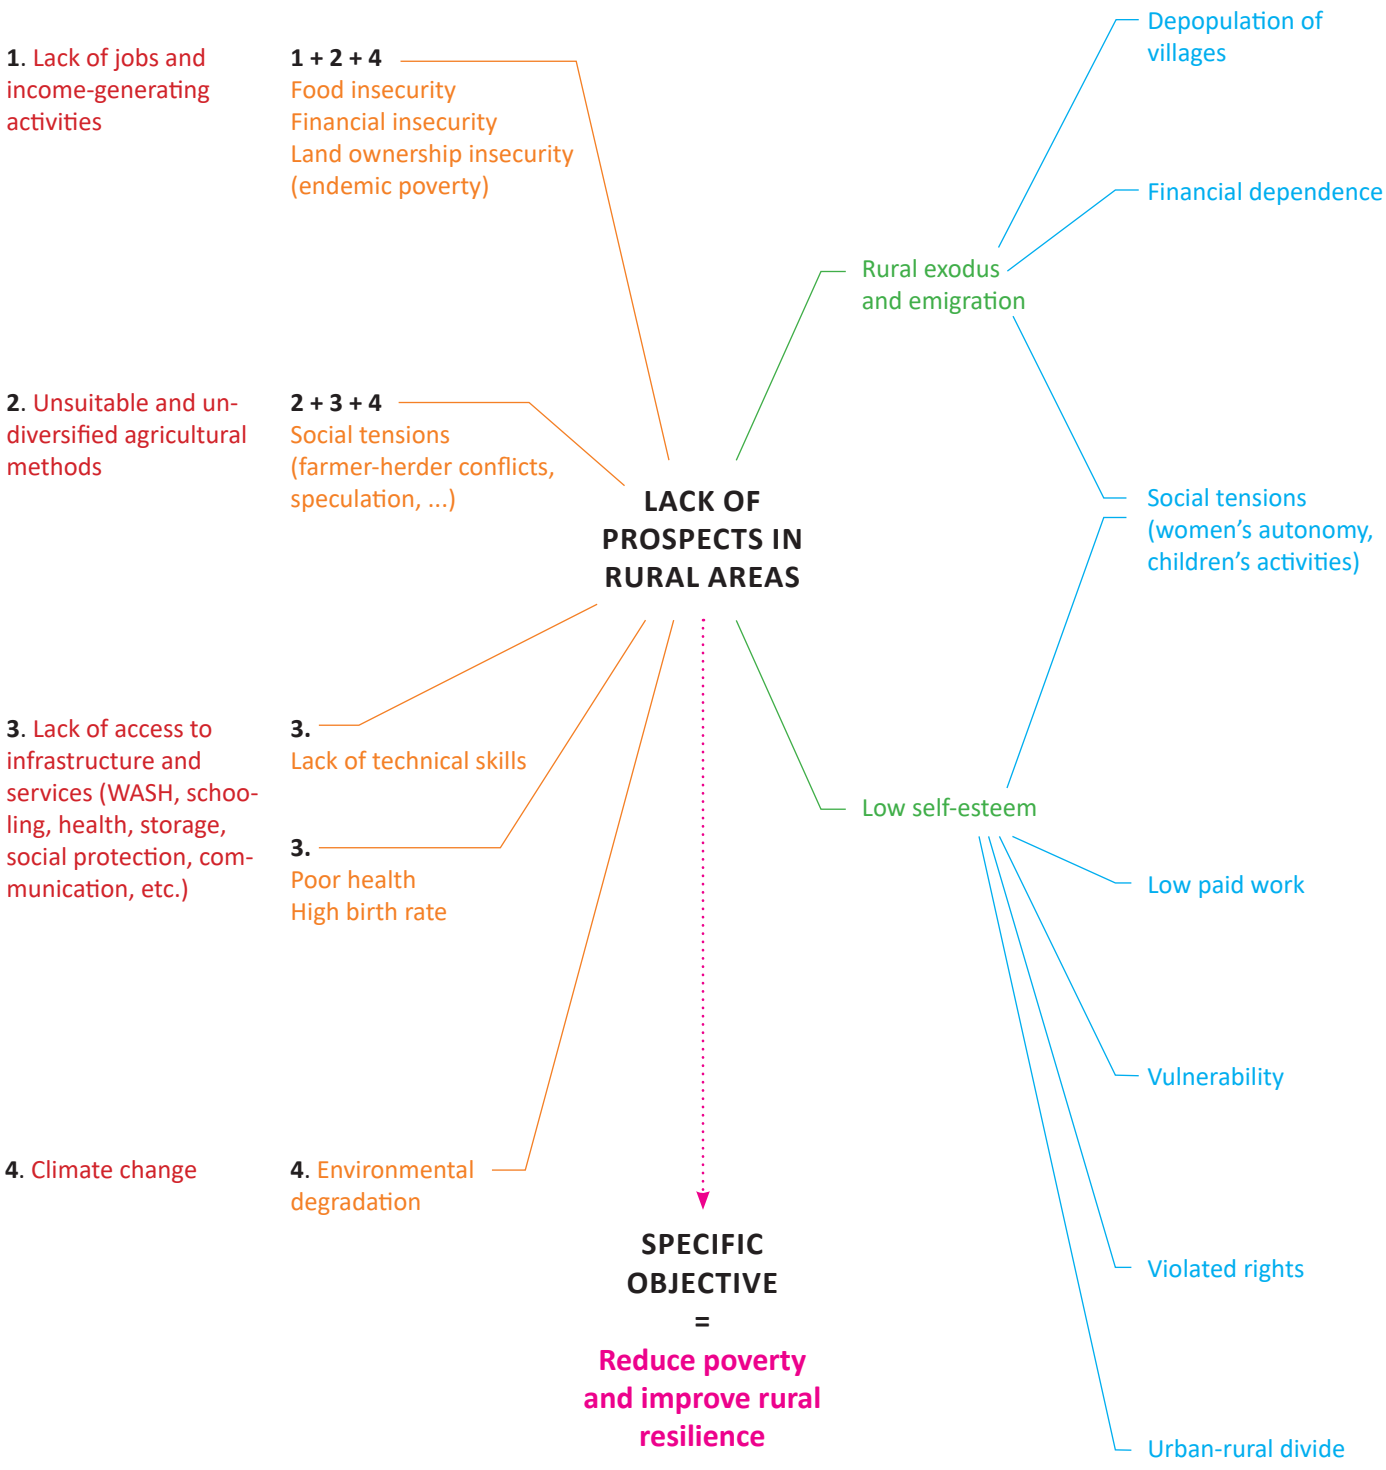 1. Lack of jobs and
income-generating
activities
1 + 2 + 4
Food insecurity
Financial insecurity
Land ownership insecurity
(endemic poverty)
2. Unsuitable and un-
diversified agricultural
methods
2 + 3 + 4
Social tensions
(farmer-herder conflicts,
speculation, ...)
3. Lack of access to
infrastructure and
services (WASH, schoo-
ling, health, storage,
social protection, com-
munication, etc.)
3.
Lack of technical skills
3.
Poor health
High birth rate
4. Climate change
4. Environmental
degradation
LACK OF
PROSPECTS IN
RURAL AREAS
SPECIFIC
OBJECTIVE
=
Reduce poverty
and improve rural
resilience
Rural exodus
and emigration
Low self-esteem
Depopulation of
villages
Financial dependence
Social tensions
(women’s autonomy,
children’s activities)
Low paid work
Vulnerability
Violated rights
Urban-rural divide